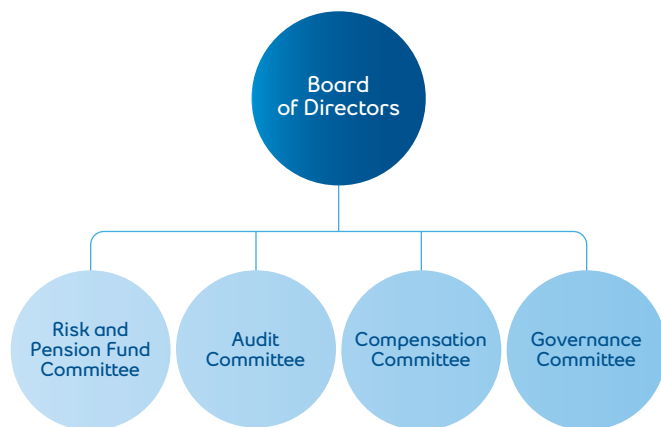 Board
of Directors
Risk and
Pension Fund
Committee
Audit
Committee
Compensation
Committee
Governance
Committee